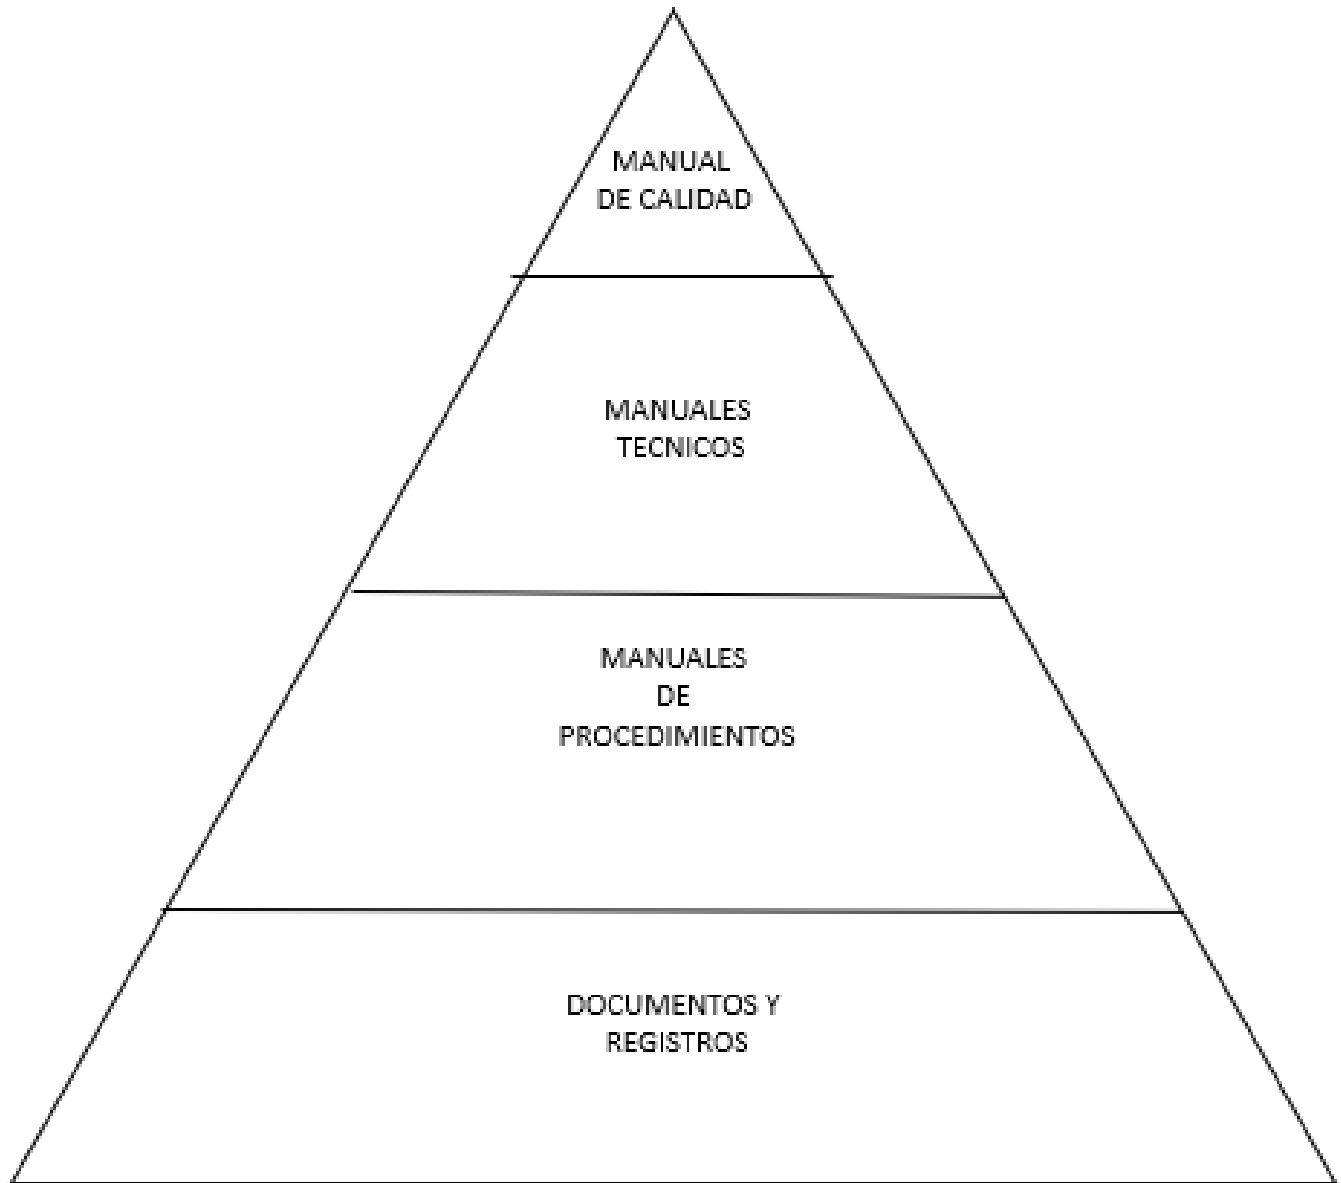 MANUAL
DE CALIDAD
MANUALES
TECNICOS
MANUALES
DE
PROCEDIMIENTOS
DOCUMENTOS Y
REGISTROS